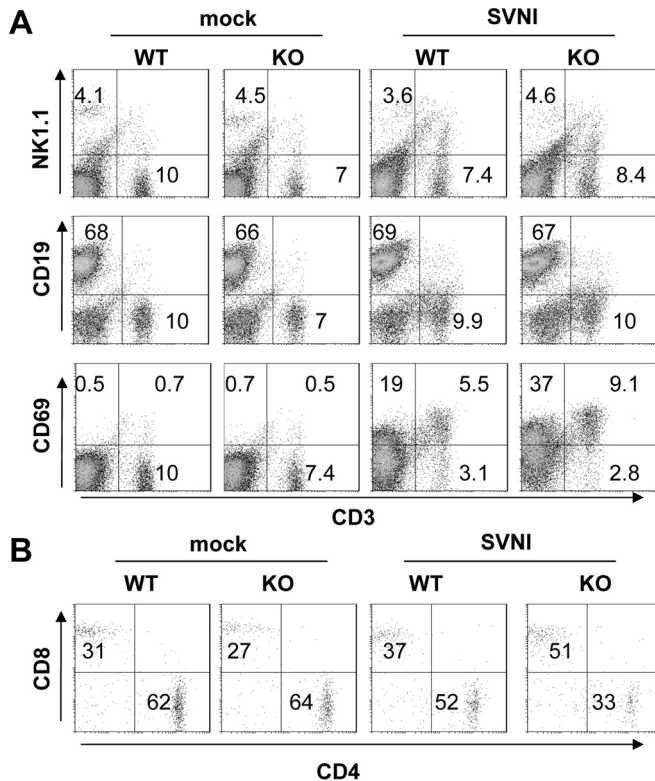 A
mock SVNI
WT KO WT KO
NK1.1
4.1 4.5 3.6 4.6
10 7 7.4 8.4
CD19
68 66 69 67
10 7 9.9 10
CD69
0.5 0.7 0.7 0.5 19 5.5 37 9.1
10 7.4 3.1 2.8
CD3
B
mock SVNI
WT KO WT KO
CD8
31 27 37 51
62 64 52 33
CD4